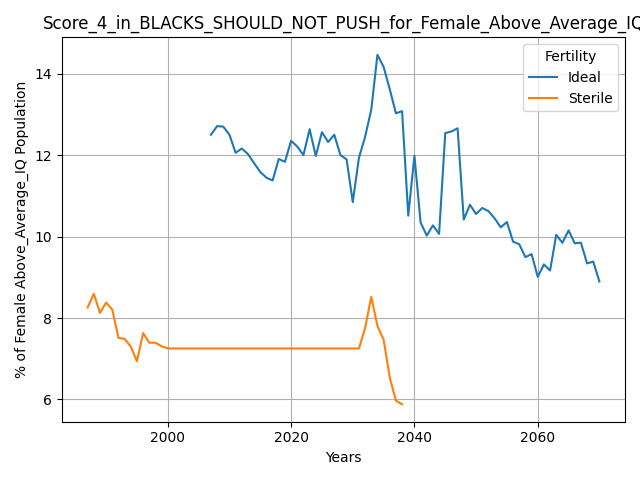 Score_4_in_BLACKS_SHOULD_NOT_PUSH_for_Female_Above_Average_IQ
Fertility
Ideal
Sterile
% of Female Above_Average_IQ Population
14
12
10
8
6
2000 2020 2040 2060
Years